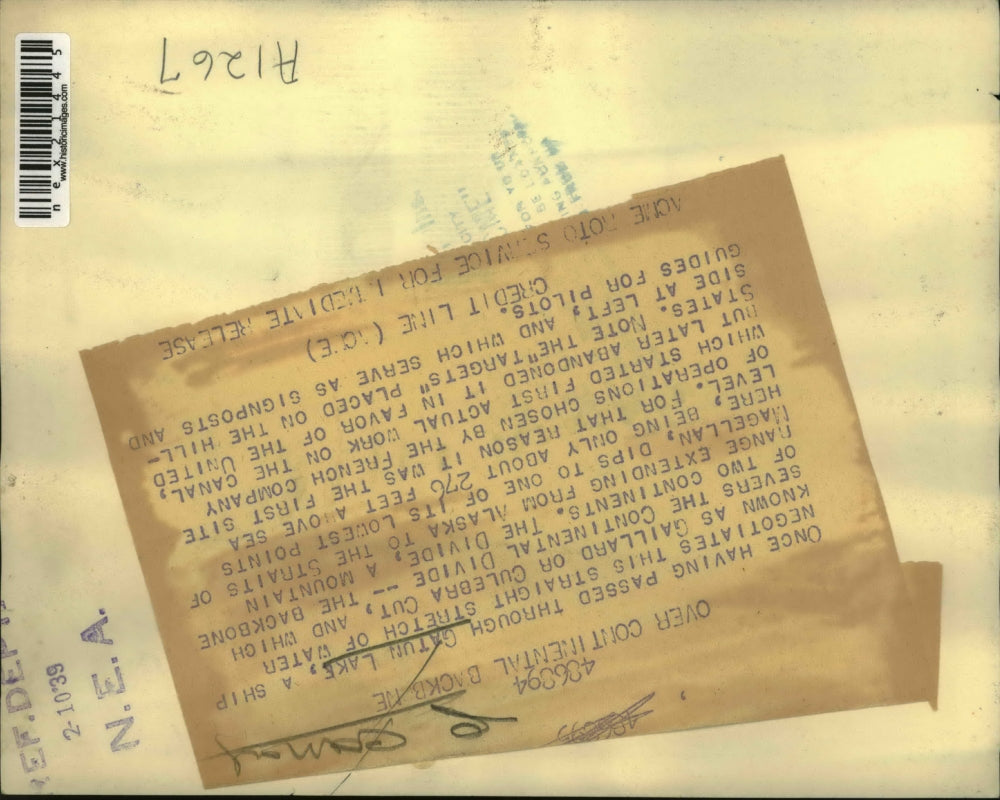 P Canal
486894
OVER CONTINENTAL BACKBONE
ONCE HAVING PASSED THROUGH GATUN LAKE, A SHIP
NEGOTIATES THIS STRAIGHT STRETCH OF WATER
KNOWN AS GAILLARD OR CULEBRA CUT, AND WHICH
SEVERS THE CONTINENTAL DIVIDE -- THE BACKBONE
OF TWO CONTINENTS. THE DIVIDE, A MOUNTAIN
RANGE EXTENDING FROM ALASKA TO THE STRAITS OF
MAGELLAN, DIPS TO ONE OF ITS LOWEST POINTS
HERE, BEING ONLY ABOUT 276 FEET ABOVE SEA
LEVEL. FOR THAT REASON IT WAS THE FIRST SITE
OF OPERATIONS CHOSEN BY THE FRENCH COMPANY
WHICH STARTED FIRST ACTUAL WORK ON THE CANAL,
BUT LATER ABANDONED IT IN FAVOR OF THE UNITED
STATES. NOTE THE "TARGETS" PLACED ON THE HILL-
SIDE AT LEFT, AND WHICH SERVE AS SIGNPOSTS AND
GUIDES FOR PILOTS.
CREDIT LINE (ACME)
ACME ROTO SERVICE FOR IMMEDIATE RELEASE
A1267
REF.DEPT.
2-10-39
N.E.A.
nex21445
www.historicimages.com